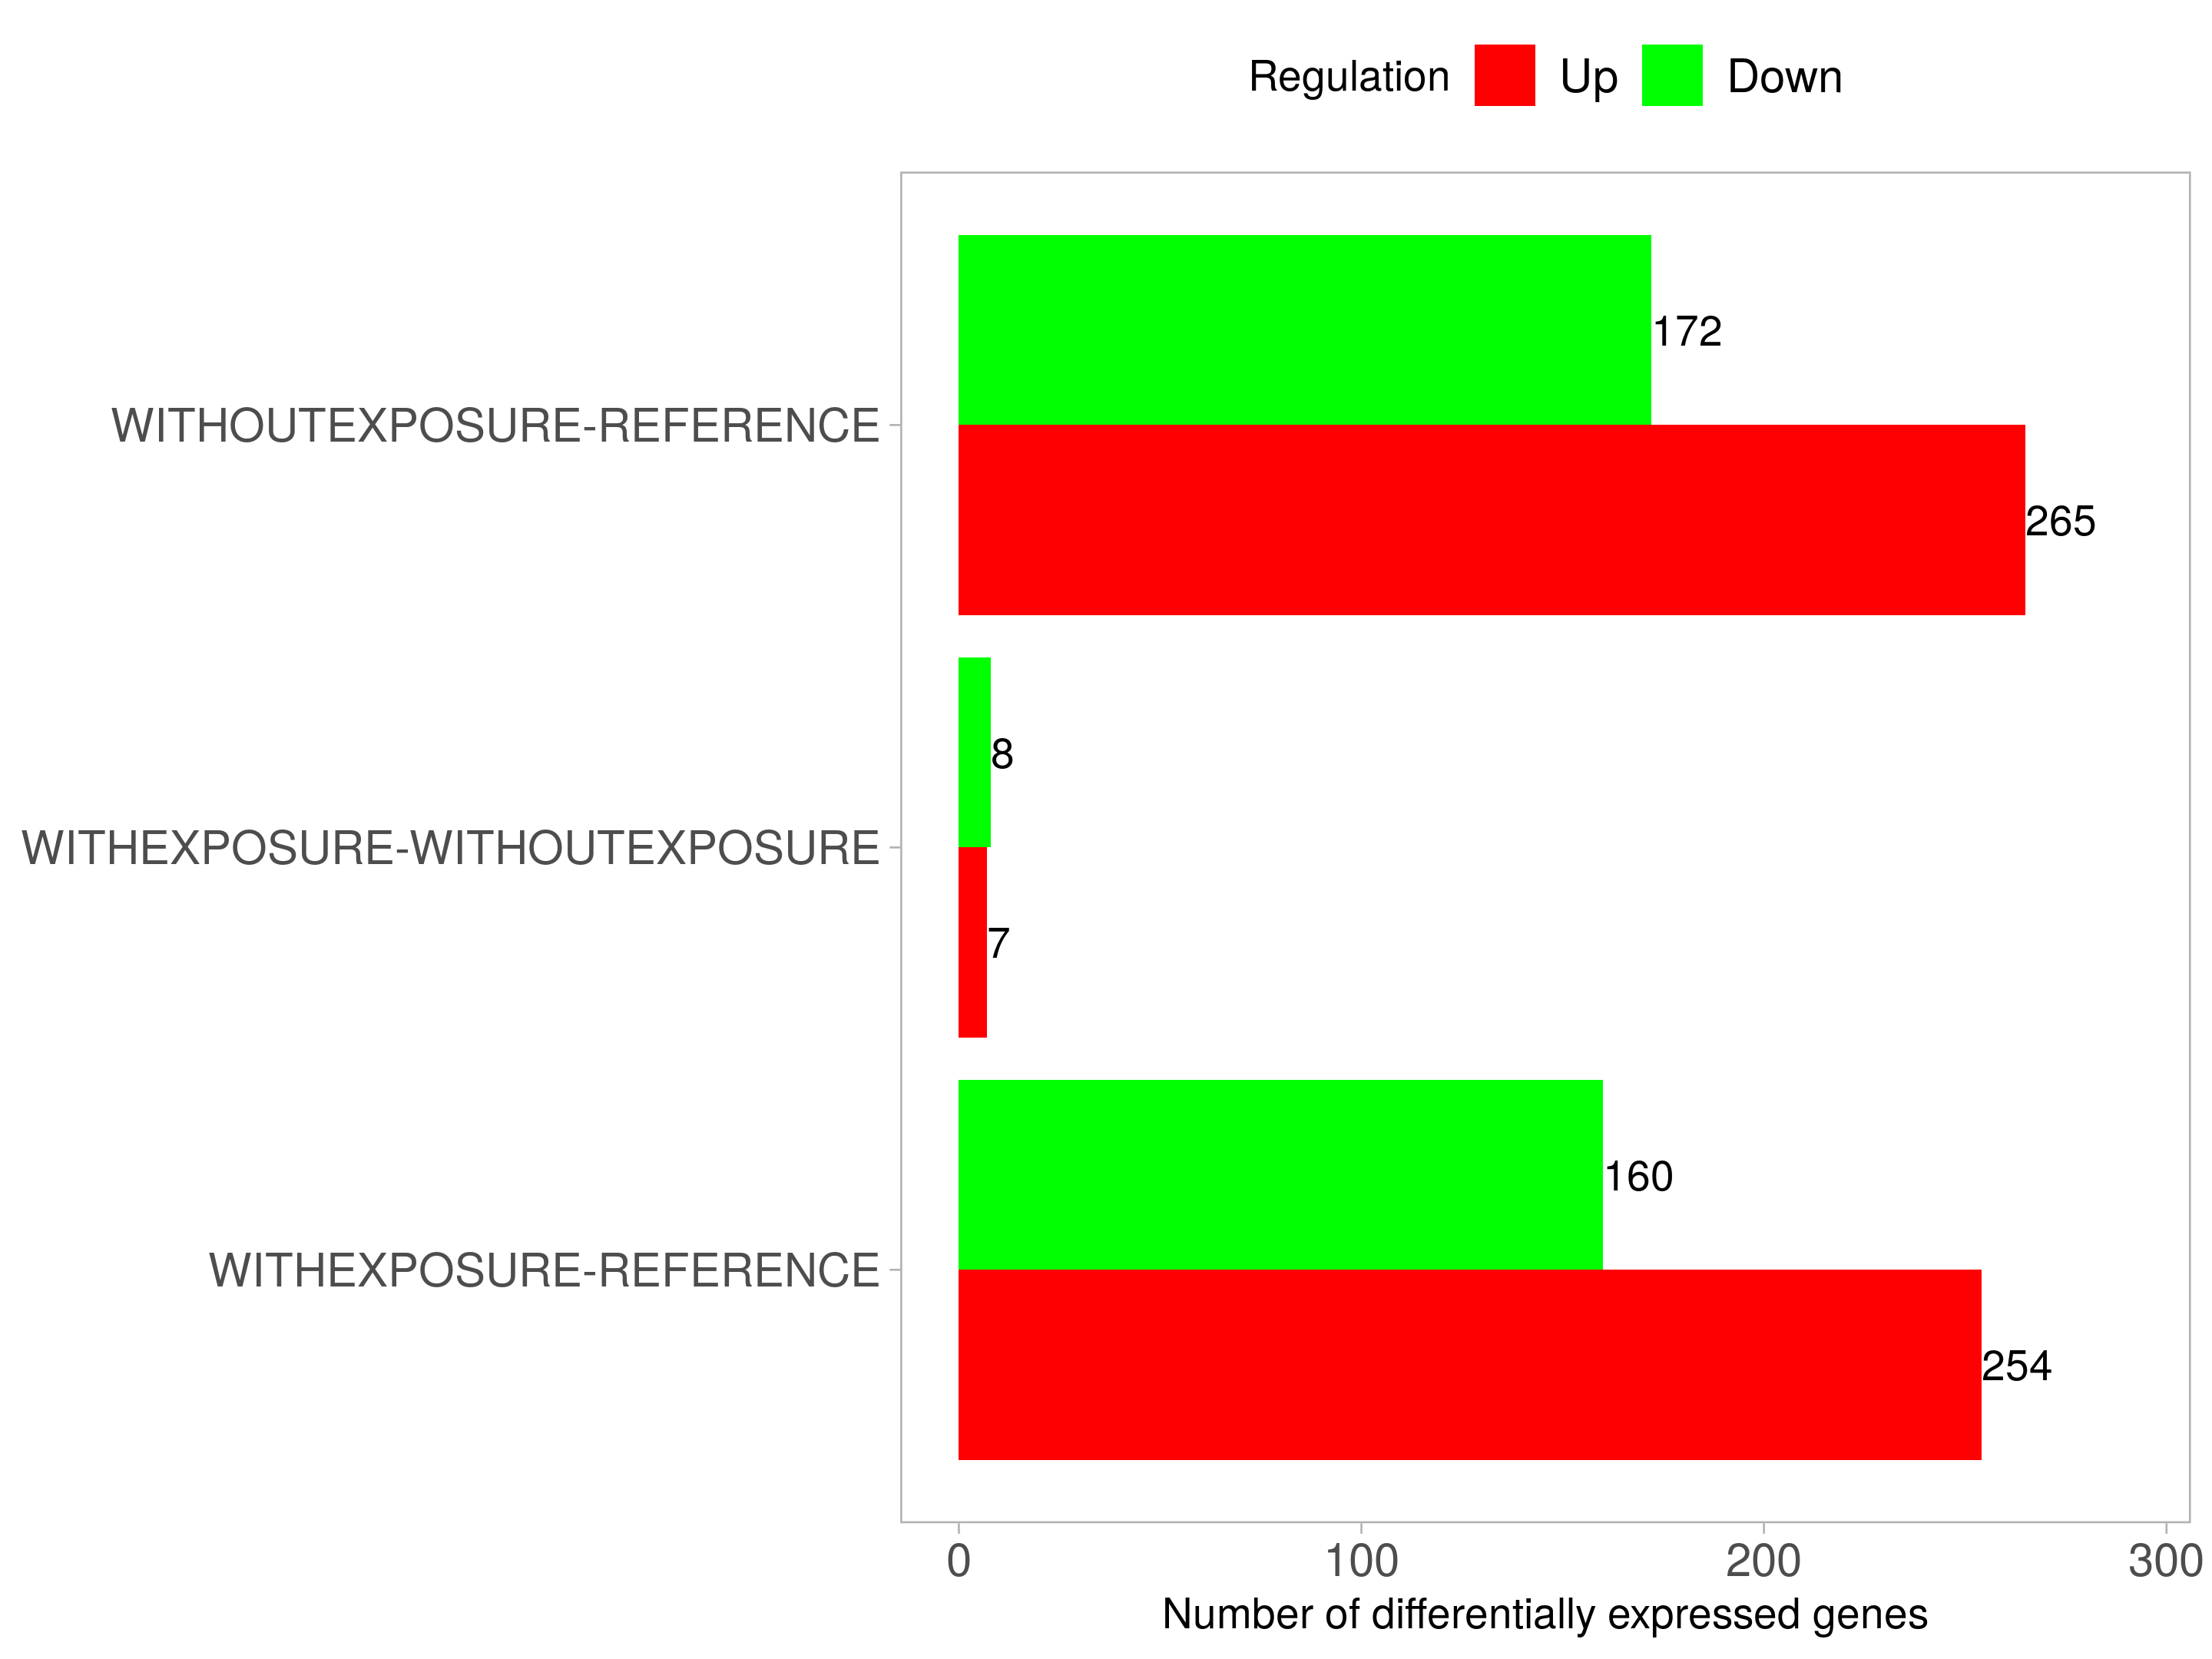 Regulation Up Down
172
WITHOUTEXPOSURE-REFERENCE
265
8
WITHEXPOSURE-WITHOUTEXPOSURE
7
160
WITHEXPOSURE-REFERENCE
254
0 100 200 300
Number of differentially expressed genes